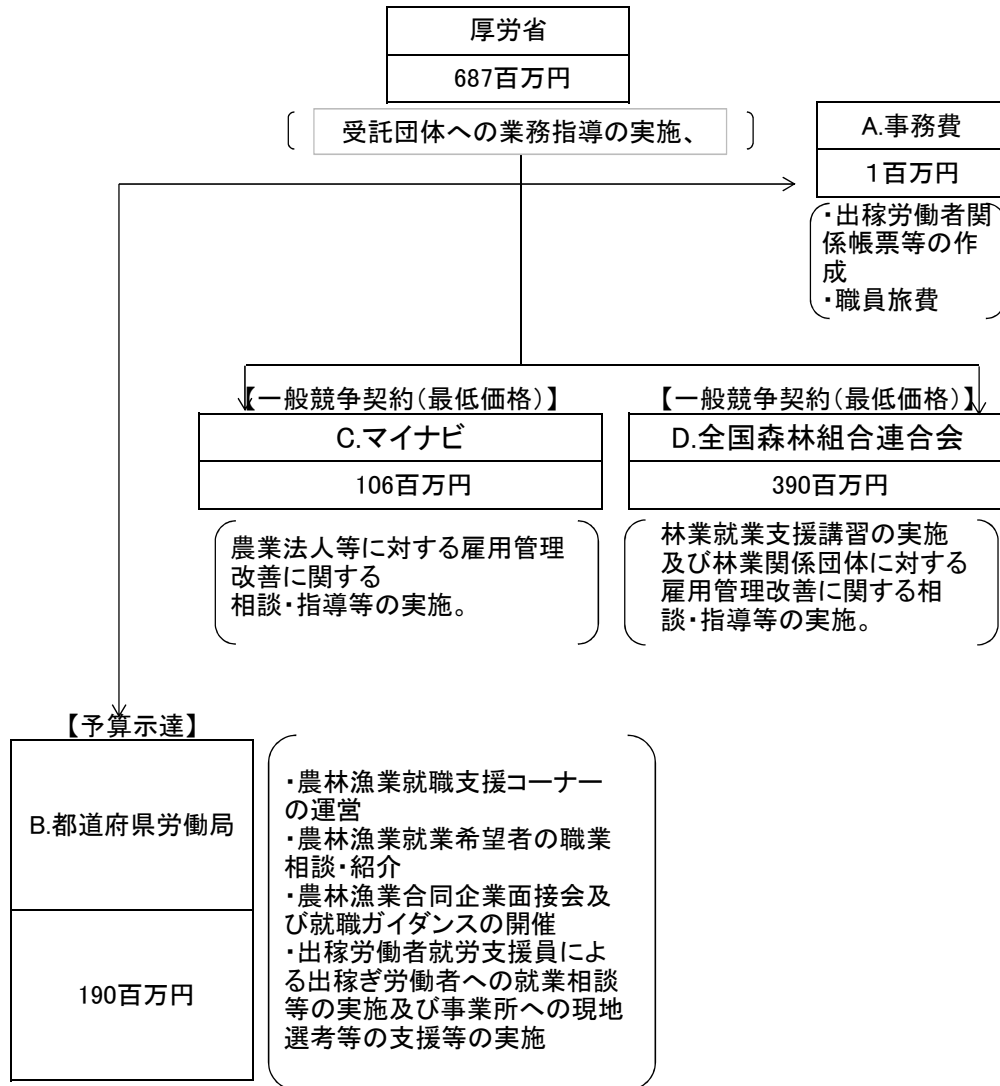 厚労省
687百万円
受託団体への業務指導の実施、
A.事務費
1百万円
・出稼労働者関
係帳票等の作
成
・職員旅費
【一般競争契約(最低価格)】
C.マイナビ
106百万円
農業法人等に対する雇用管理
改善に関する
相談・指導等の実施。
【一般競争契約(最低価格)】
D.全国森林組合連合会
390百万円
林業就業支援講習の実施
及び林業関係団体に対する
雇用管理改善に関する相
談・指導等の実施。
【予算示達】
B.都道府県労働局
190百万円
・農林漁業就職支援コーナー
の運営
・農林漁業就業希望者の職業
相談・紹介
・農林漁業合同企業面接会及
び就職ガイダンスの開催
・出稼労働者就労支援員によ
る出稼ぎ労働者への就業相談
等の実施及び事業所への現地
選考等の支援等の実施